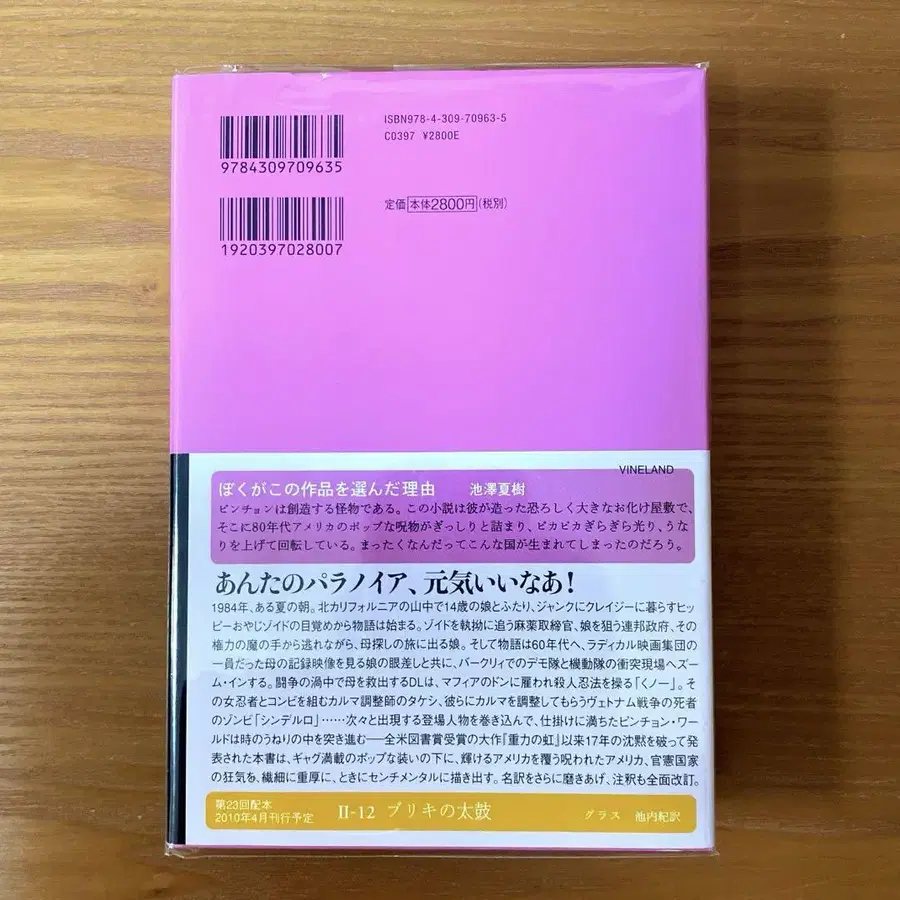 ISBN978-4-309-70963-5
C0397 ¥2800E
9784309709635
定価 本体2800円(税別)
1920397028007
VINELAND
ぼくがこの作品を選んだ理由 池澤夏樹
ピンチョンは創造する怪物である。この小説は彼が造った恐ろしく大きなお化け屋敷で、
そこに80年代アメリカのポップな呪物がぎっしりと詰まり、ピカピカぎらぎら光り、うな
りを上げて回転している。まったくなんだってこんな国が生まれてしまったのだろう。
あんたのパラノイア、元気いいなあ!
1984年、ある夏の朝。北カリフォルニアの山中で14歳の娘とふたり、ジャンクにクレイジーに暮らすヒッ
ピーおやじゾイドの目覚めから物語は始まる。ゾイドを執拗に追う麻薬取締官、娘を狙う連邦政府、その
権力の魔の手から逃れながら、母探しの旅に出る娘。そして物語は60年代へ、ラディカル映画集団の
一員だった母の記録映像を見る娘の眼差しと共に、バークリィでのデモ隊と機動隊の衝突現場へズー
ム・インする。闘争の渦中で母を救出するDLは、マフィアのドンに雇われ殺人忍法を操る「くノ一」。そ
の女忍者とコンビを組むカルマ調整師のタケシ、彼らにカルマを調整してもらうヴェトナム戦争の死者
のゾンビ「シンデルロ」……次々と出現する登場人物を巻き込んで、仕掛けに満ちたピンチョン・ワー
ルドは時のうねりの中を突き進む──全米図書賞受賞の大作『重力の虹』以来17年の沈黙を破って発
表された本書は、ギャグ満載のポップな装いの下に、輝けるアメリカを覆う呪われたアメリカ、官憲国家
の狂気を、繊細に重厚に、ときにセンチメンタルに描き出す。名訳をさらに磨きあげ、注釈も全面改訂。
第23回配本
2010年4月刊行予定
II-12 ブリキの太鼓
グラス 池内紀訳